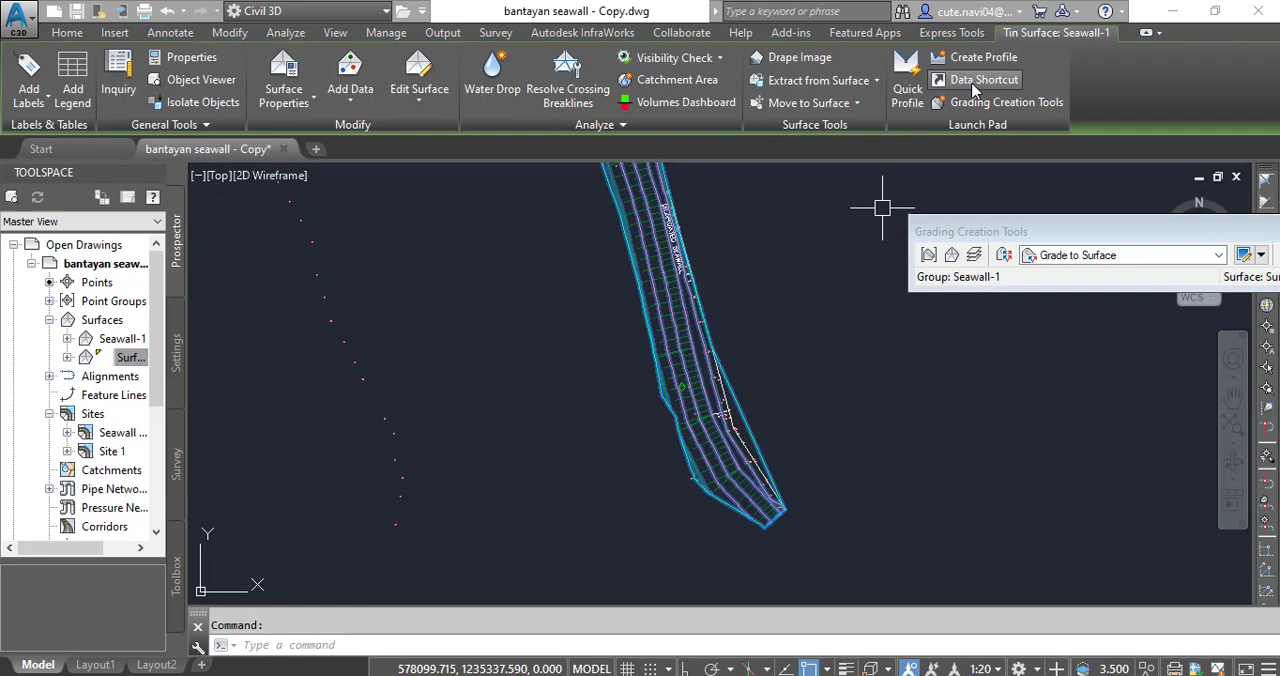 Civil 3D
bantayan seawall - Copy.dwg
Type a keyword or phrase
cute.navi04@...
C3D
Home Insert Annotate Modify Analyze View Manage Output Survey Autodesk InfraWorks Collaborate Help Add-ins Featured Apps Express Tools Tin Surface: Seawall-1
Add Labels
Add Legend
Labels & Tables
Inquiry
Properties
Object Viewer
Isolate Objects
General Tools
Surface Properties
Add Data
Edit Surface
Modify
Water Drop
Resolve Crossing Breaklines
Visibility Check
Catchment Area
Volumes Dashboard
Analyze
Drape Image
Extract from Surface
Move to Surface
Surface Tools
Quick Profile
Create Profile
Data Shortcut
Grading Creation Tools
Launch Pad
Start
bantayan seawall - Copy*
TOOLSPACE
Master View
Open Drawings
bantayan seaw...
Points
Point Groups
Surfaces
Seawall-1
Surf...
Alignments
Feature Lines
Sites
Seawall ...
Site 1
Catchments
Pipe Netwo...
Pressure Ne...
Corridors
Prospector
Settings
Survey
Toolbox
[−][Top][2D Wireframe]
PROPOSED SEAWALL
N
Grading Creation Tools
Grade to Surface
Group: Seawall-1
Surface: Su
WCS
Y
X
Command:
Type a command
Model Layout1 Layout2
578099.715, 1235337.590, 0.000 MODEL
1:20
3.500